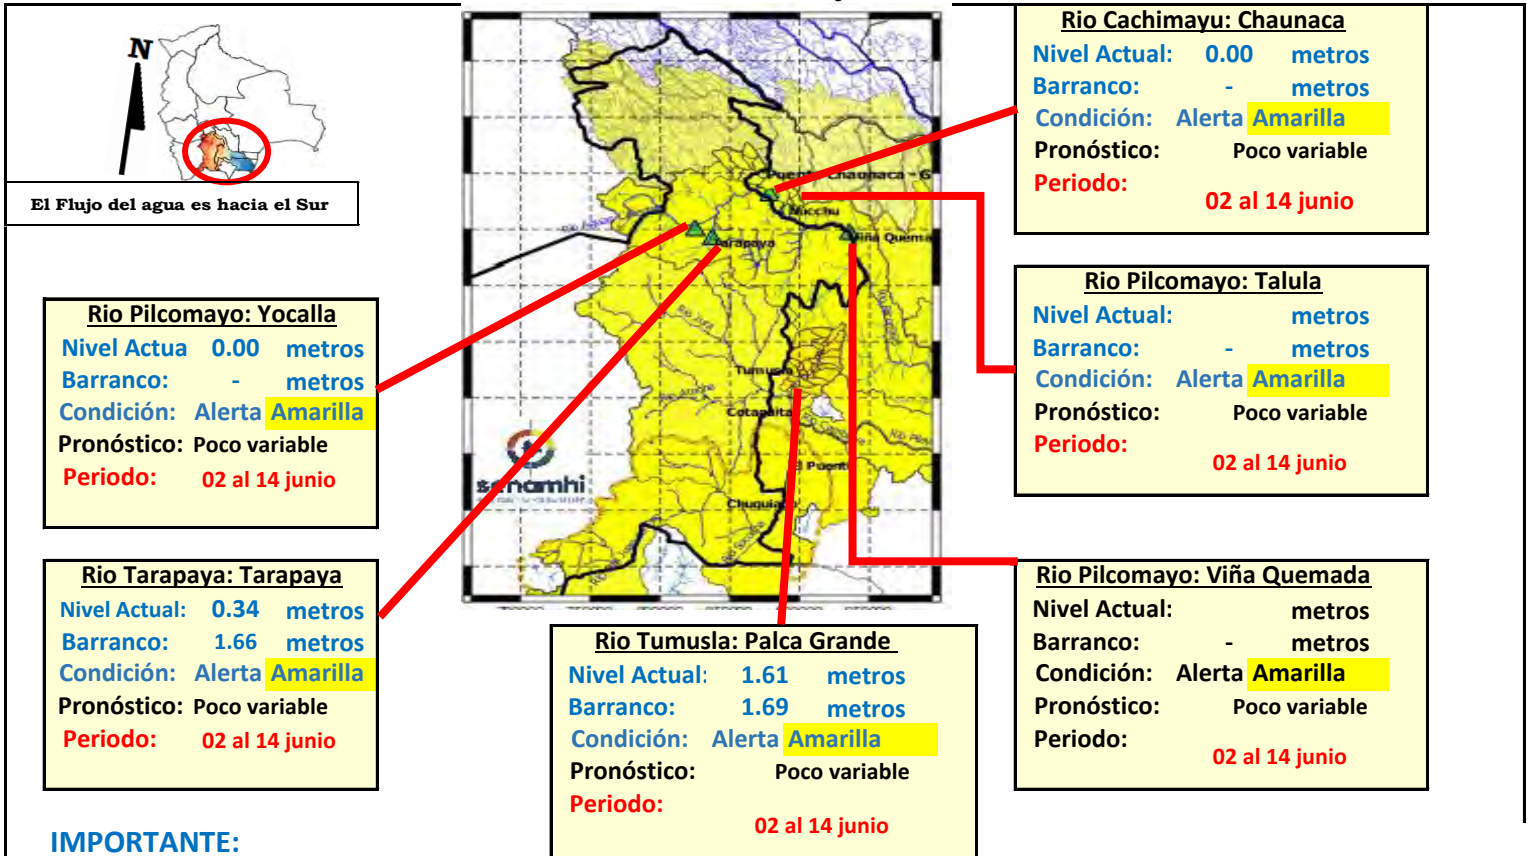 N
El Flujo del agua es hacia el Sur
Rio Cachimayu: Chaunaca
Nivel Actual: 0.00 metros
Barranco: - metros
Condición: Alerta Amarilla
Pronóstico: Poco variable
Periodo:
02 al 14 junio
Rio Pilcomayo: Talula
Nivel Actual: metros
Barranco: - metros
Condición: Alerta Amarilla
Pronóstico: Poco variable
Periodo:
02 al 14 junio
Rio Pilcomayo: Yocalla
Nivel Actua 0.00 metros
Barranco: - metros
Condición: Alerta Amarilla
Pronóstico: Poco variable
Periodo: 02 al 14 junio
Rio Tarapaya: Tarapaya
Nivel Actual: 0.34 metros
Barranco: 1.66 metros
Condición: Alerta Amarilla
Pronóstico: Poco variable
Periodo: 02 al 14 junio
Rio Tumusla: Palca Grande
Nivel Actual: 1.61 metros
Barranco: 1.69 metros
Condición: Alerta Amarilla
Pronóstico: Poco variable
Periodo:
02 al 14 junio
Rio Pilcomayo: Viña Quemada
Nivel Actual: metros
Barranco: - metros
Condición: Alerta Amarilla
Pronóstico: Poco variable
Periodo:
02 al 14 junio
Puente Chaunaca - 6
Viña Quema
Tarapaya
Tumusla
Cotagaita
El Puente
senamhi
IMPORTANTE: